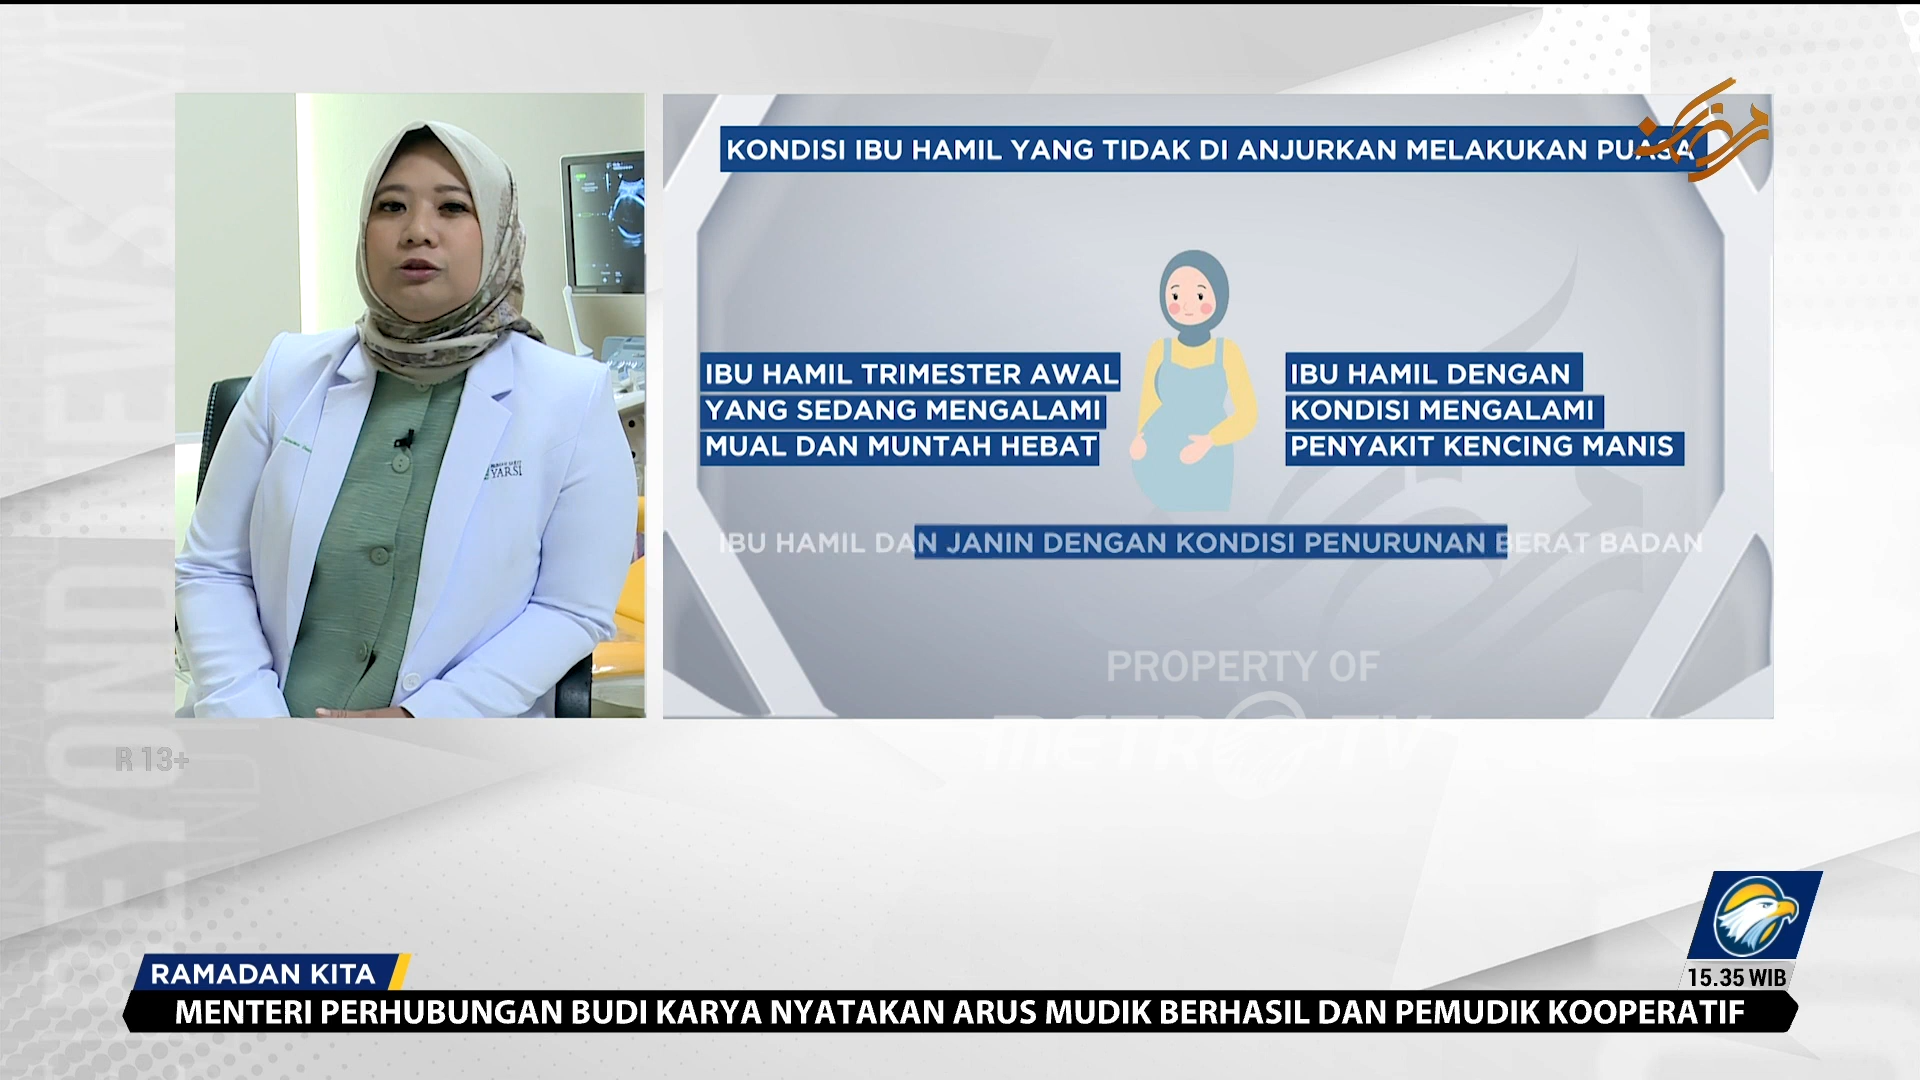 KONDISI IBU HAMIL YANG TIDAK DI ANJURKAN MELAKUKAN PUASA
IBU HAMIL TRIMESTER AWAL
YANG SEDANG MENGALAMI
MUAL DAN MUNTAH HEBAT
IBU HAMIL DENGAN
KONDISI MENGALAMI
PENYAKIT KENCING MANIS
IBU HAMIL DAN JANIN DENGAN KONDISI PENURUNAN BERAT BADAN
YARSI
PROPERTY OF
METRO TV
R 13+
15.35 WIB
RAMADAN KITA
MENTERI PERHUBUNGAN BUDI KARYA NYATAKAN ARUS MUDIK BERHASIL DAN PEMUDIK KOOPERATIF